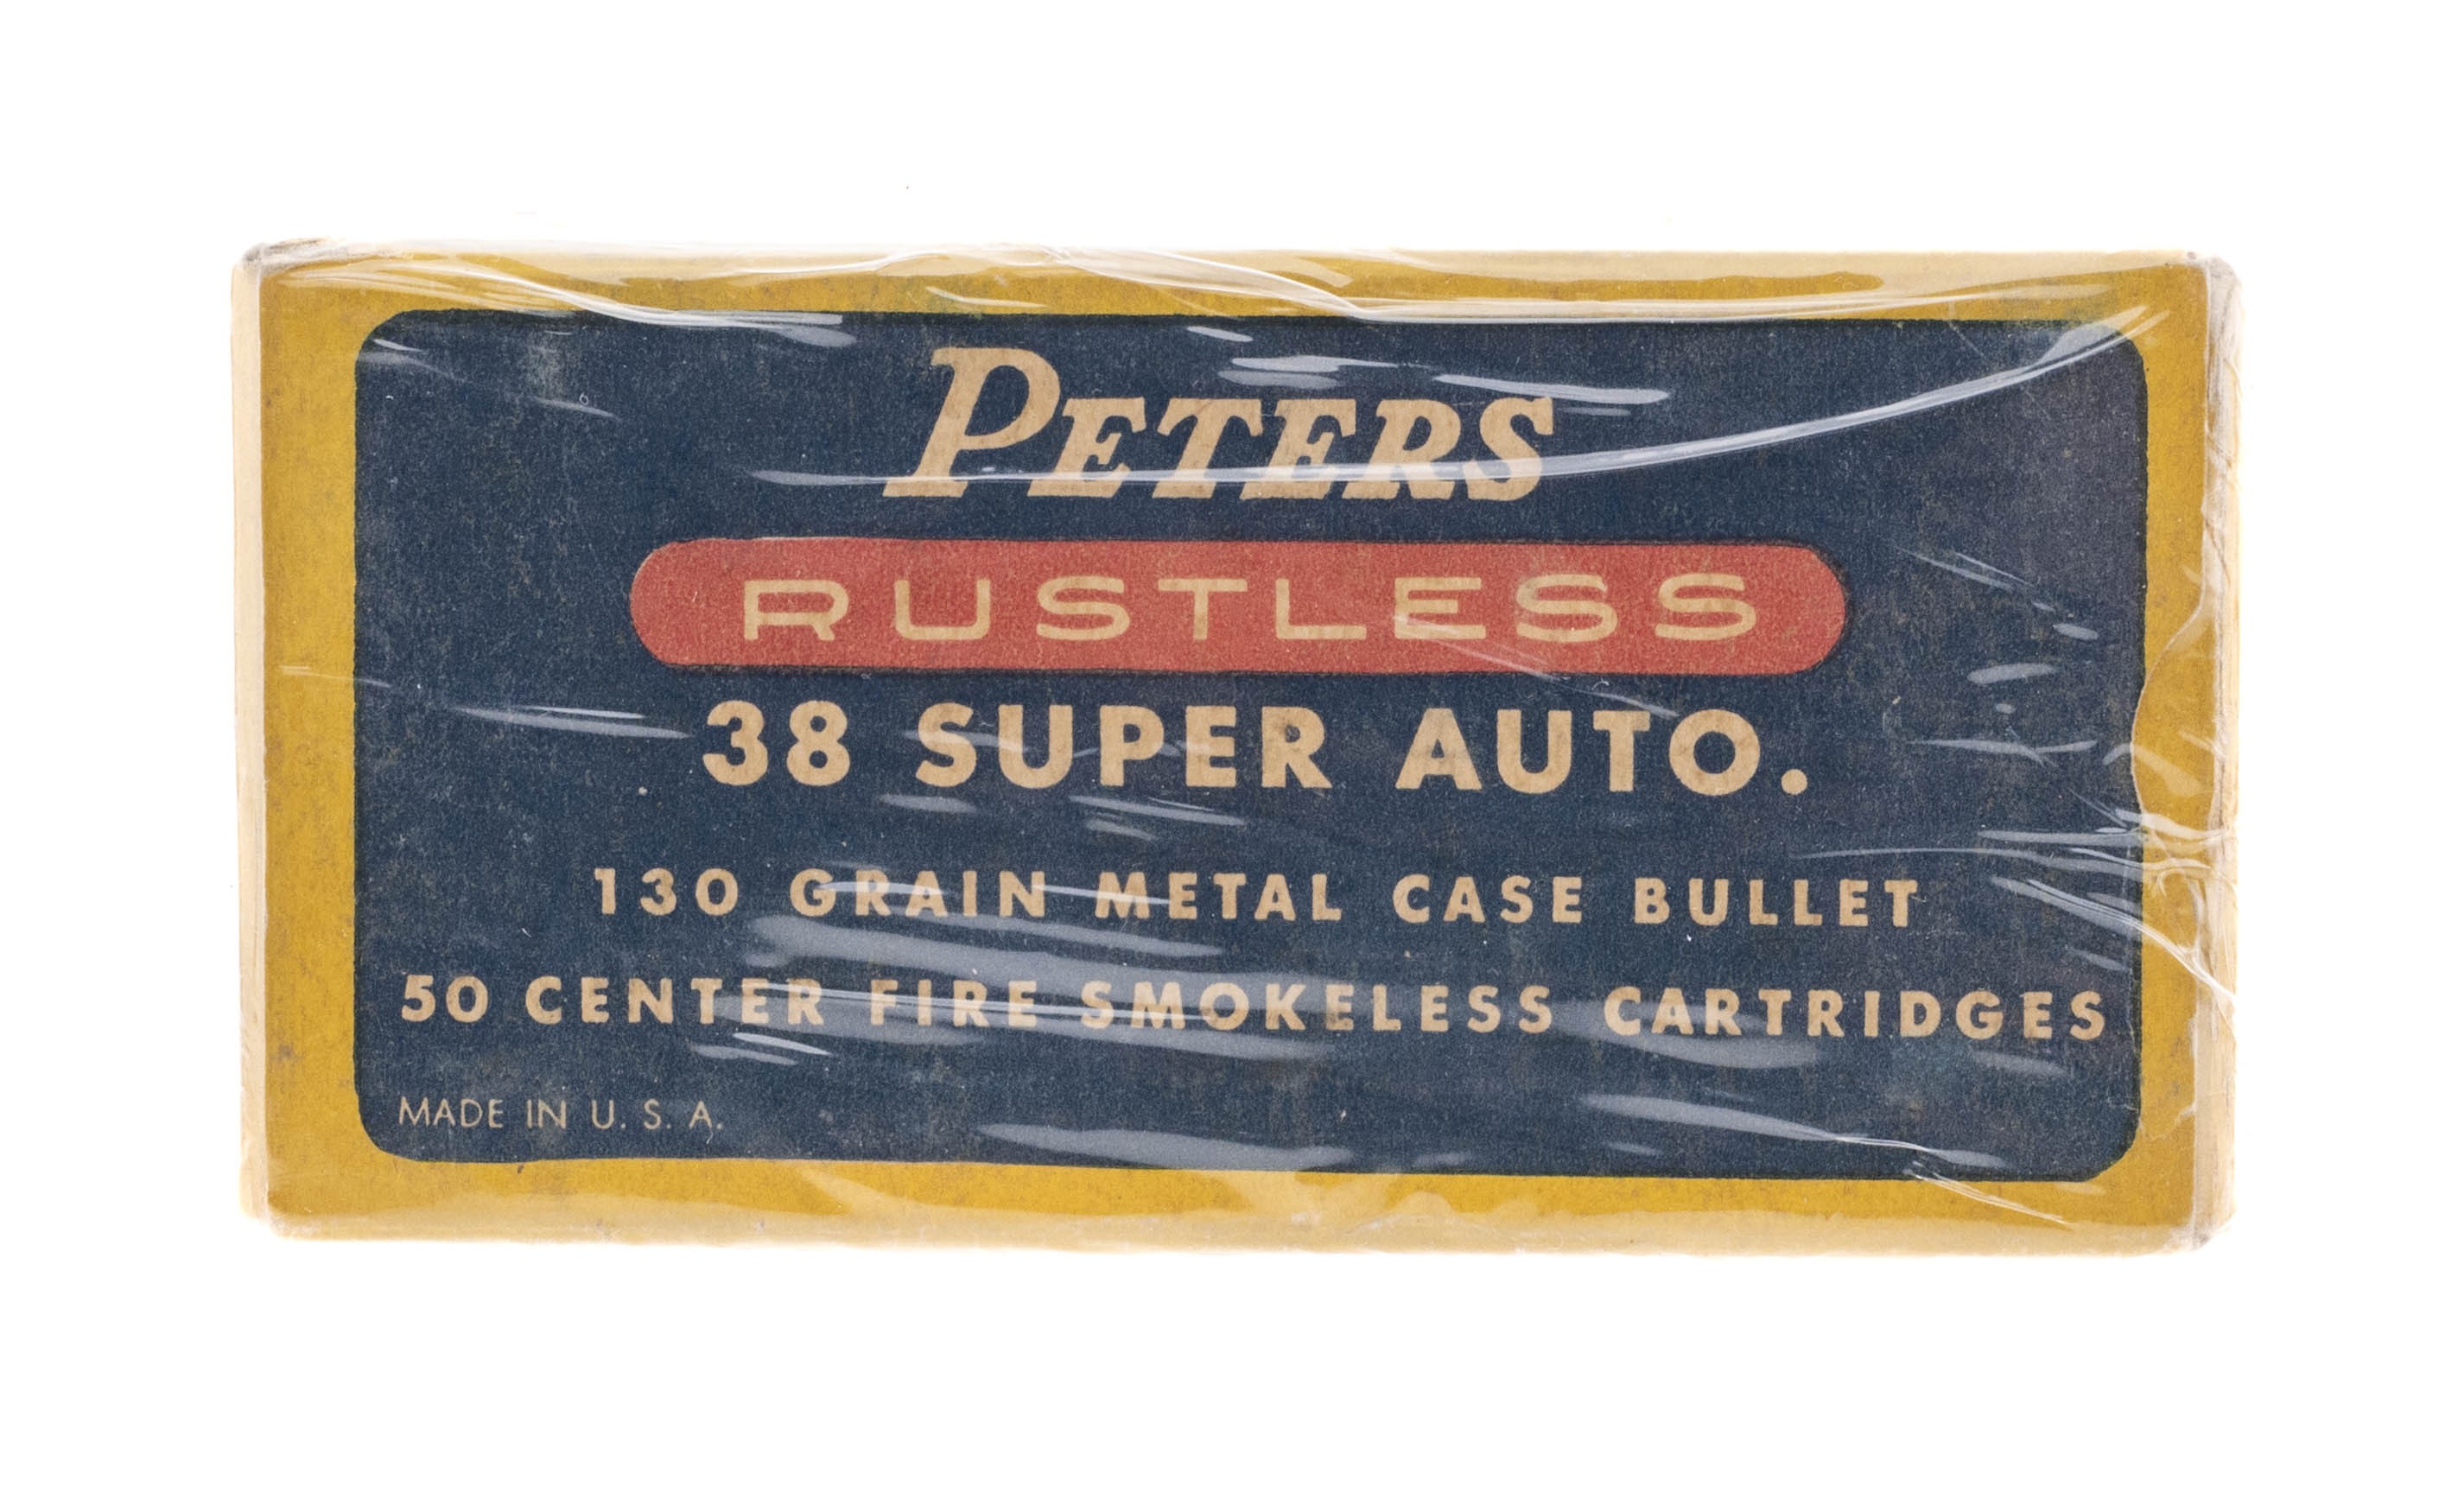 PETERS
RUSTLESS
38 SUPER AUTO.
130 GRAIN METAL CASE BULLET
50 CENTER FIRE SMOKELESS CARTRIDGES
MADE IN U. S. A.